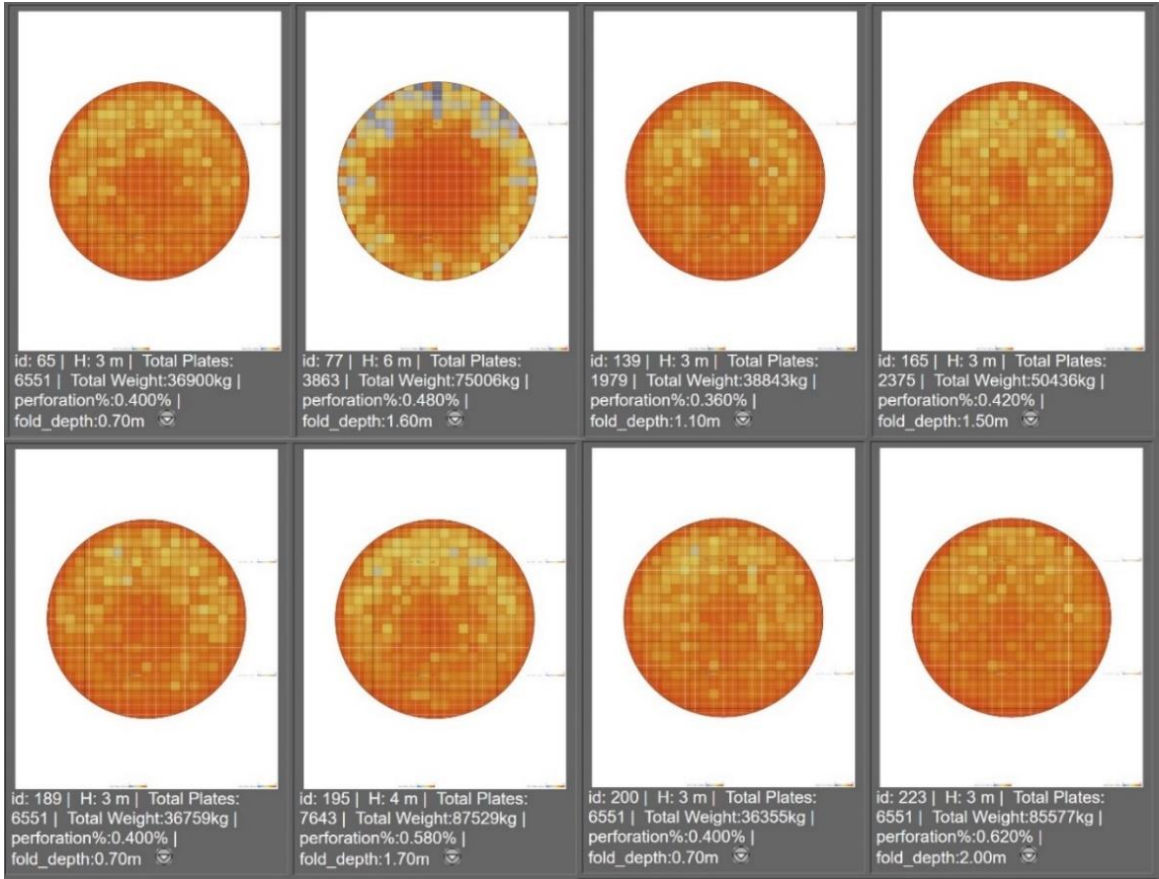 id: 65 | H: 3 m | Total Plates:
6551 | Total Weight:36900kg |
perforation%:0.400% |
fold_depth:0.70m
id: 77 | H: 6 m | Total Plates:
3863 | Total Weight:75006kg |
perforation%:0.480% |
fold_depth:1.60m
id: 139 | H: 3 m | Total Plates:
1979 | Total Weight:38843kg |
perforation%:0.360% |
fold_depth:1.10m
id: 165 | H: 3 m | Total Plates:
2375 | Total Weight:50436kg |
perforation%:0.420% |
fold_depth:1.50m
id: 189 | H: 3 m | Total Plates:
6551 | Total Weight:36759kg |
perforation%:0.400% |
fold_depth:0.70m
id: 195 | H: 4 m | Total Plates:
7643 | Total Weight:87529kg |
perforation%:0.580% |
fold_depth:1.70m
id: 200 | H: 3 m | Total Plates:
6551 | Total Weight:36355kg |
perforation%:0.400% |
fold_depth:0.70m
id: 223 | H: 3 m | Total Plates:
6551 | Total Weight:85577kg |
perforation%:0.620% |
fold_depth:2.00m